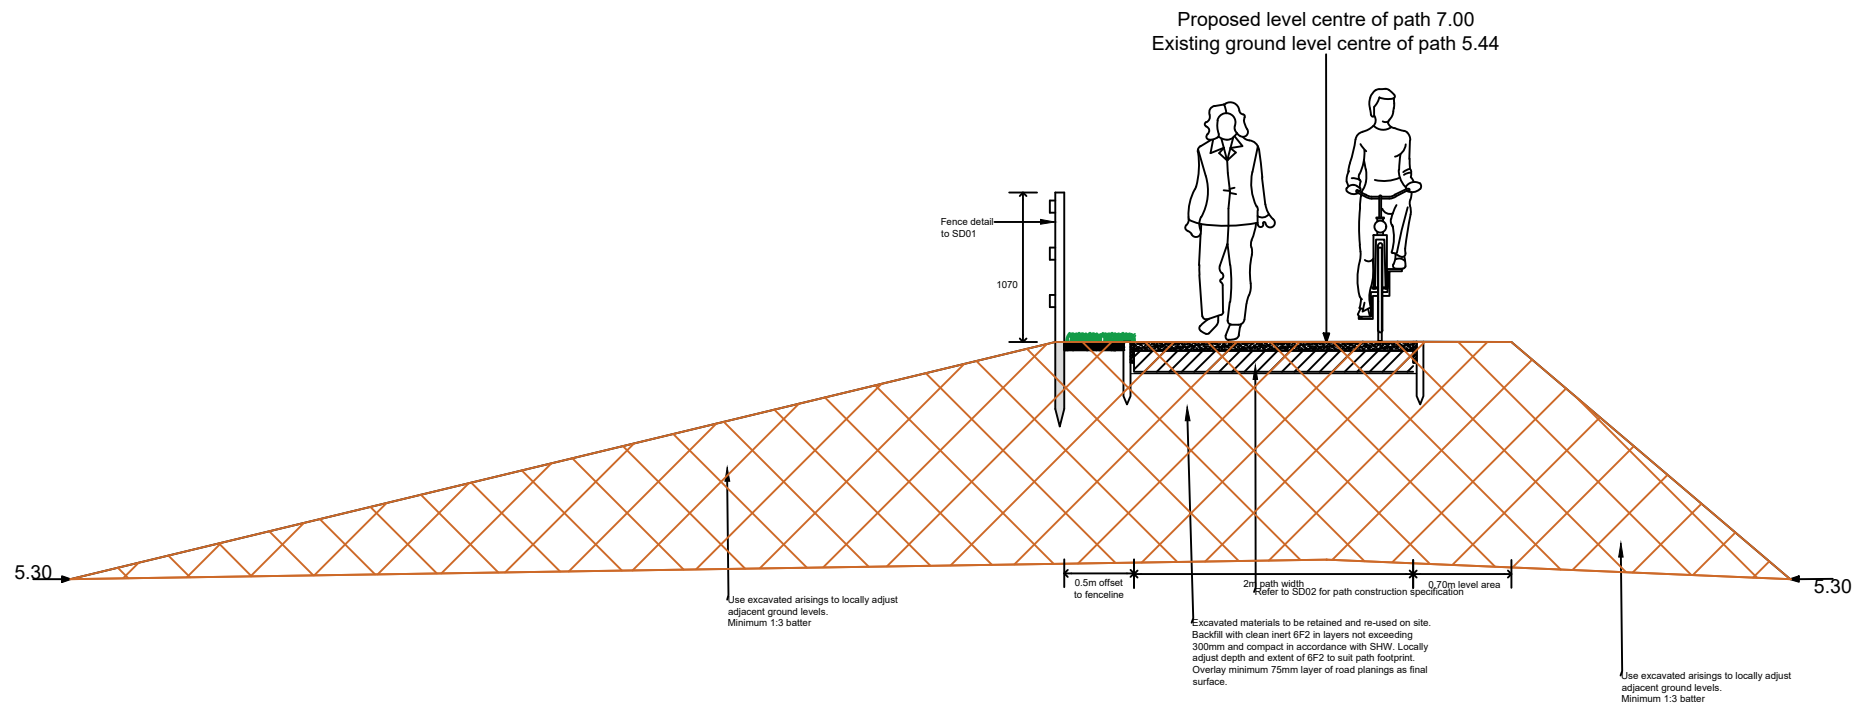 Proposed level centre of path 7.00
Existing ground level centre of path 5.44
Fence detail
to SD01
1070
5.30
0.5m offset
to fenceline
2m path width
0.70m level area
Refer to SD02 for path construction specification
5.30
Use excavated arisings to locally adjust
adjacent ground levels.
Minimum 1:3 batter
Excavated materials to be retained and re-used on site.
Backfill with clean inert 6F2 in layers not exceeding
300mm and compact in accordance with SHW. Locally
adjust depth and extent of 6F2 to suit path footprint.
Overlay minimum 75mm layer of road planings as final
surface.
Use excavated arisings to locally adjust
adjacent ground levels.
Minimum 1:3 batter